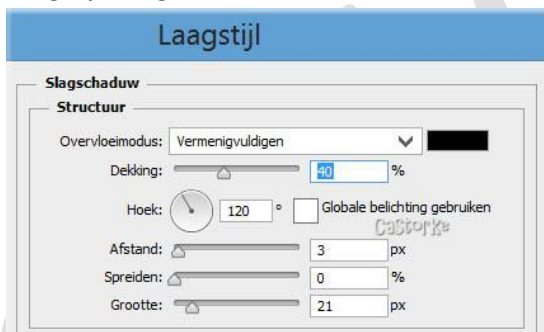 Laagstijl
Slagschaduw
Structuur
Overvloeimodus: Vermenigvuldigen
Dekking: 40 %
Hoek: 120 ° Globale belichting gebruiken
CaStorKe
Afstand: 3 px
Spreiden: 0 %
Grootte: 21 px